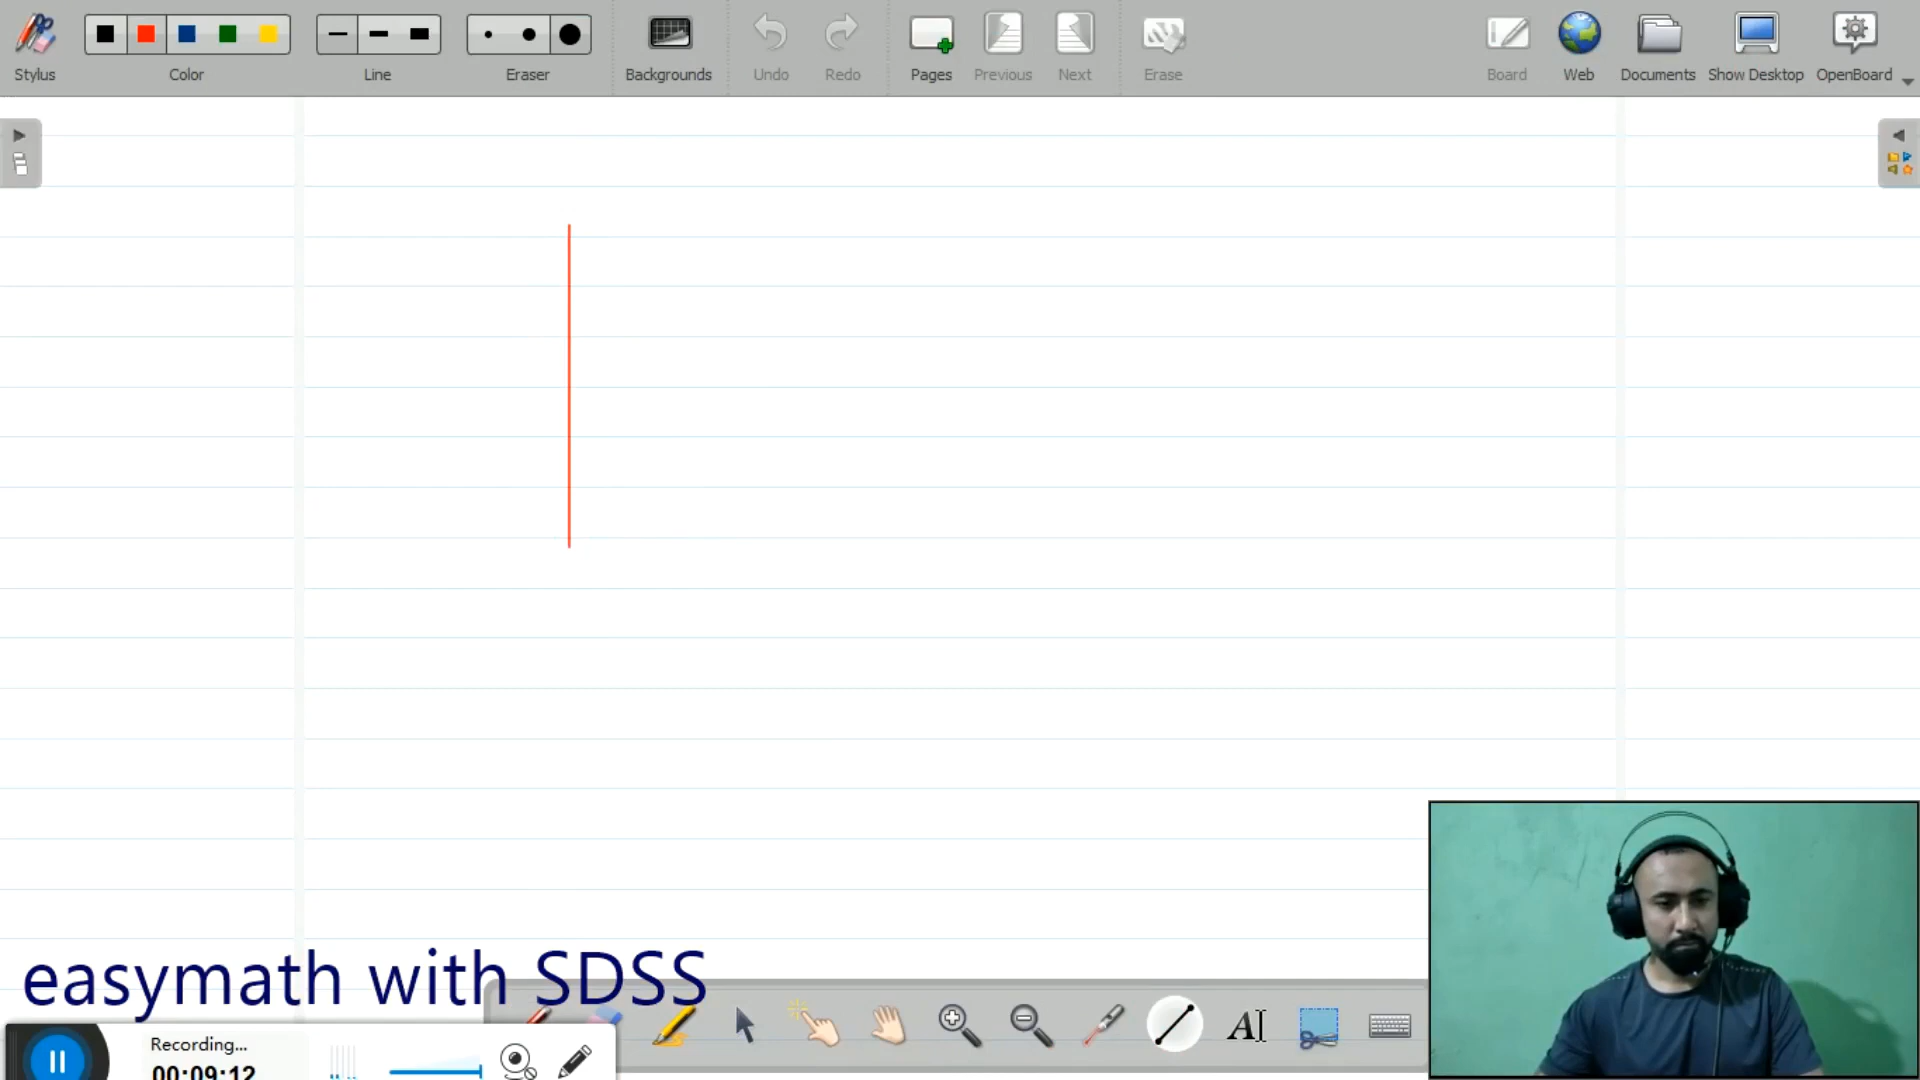 Stylus
Color
Line
Eraser
Backgrounds
Undo
Redo
Pages
Previous
Next
Erase
Board
Web
Documents
Show Desktop
OpenBoard
easymath with SDSS
Recording...
00:09:12